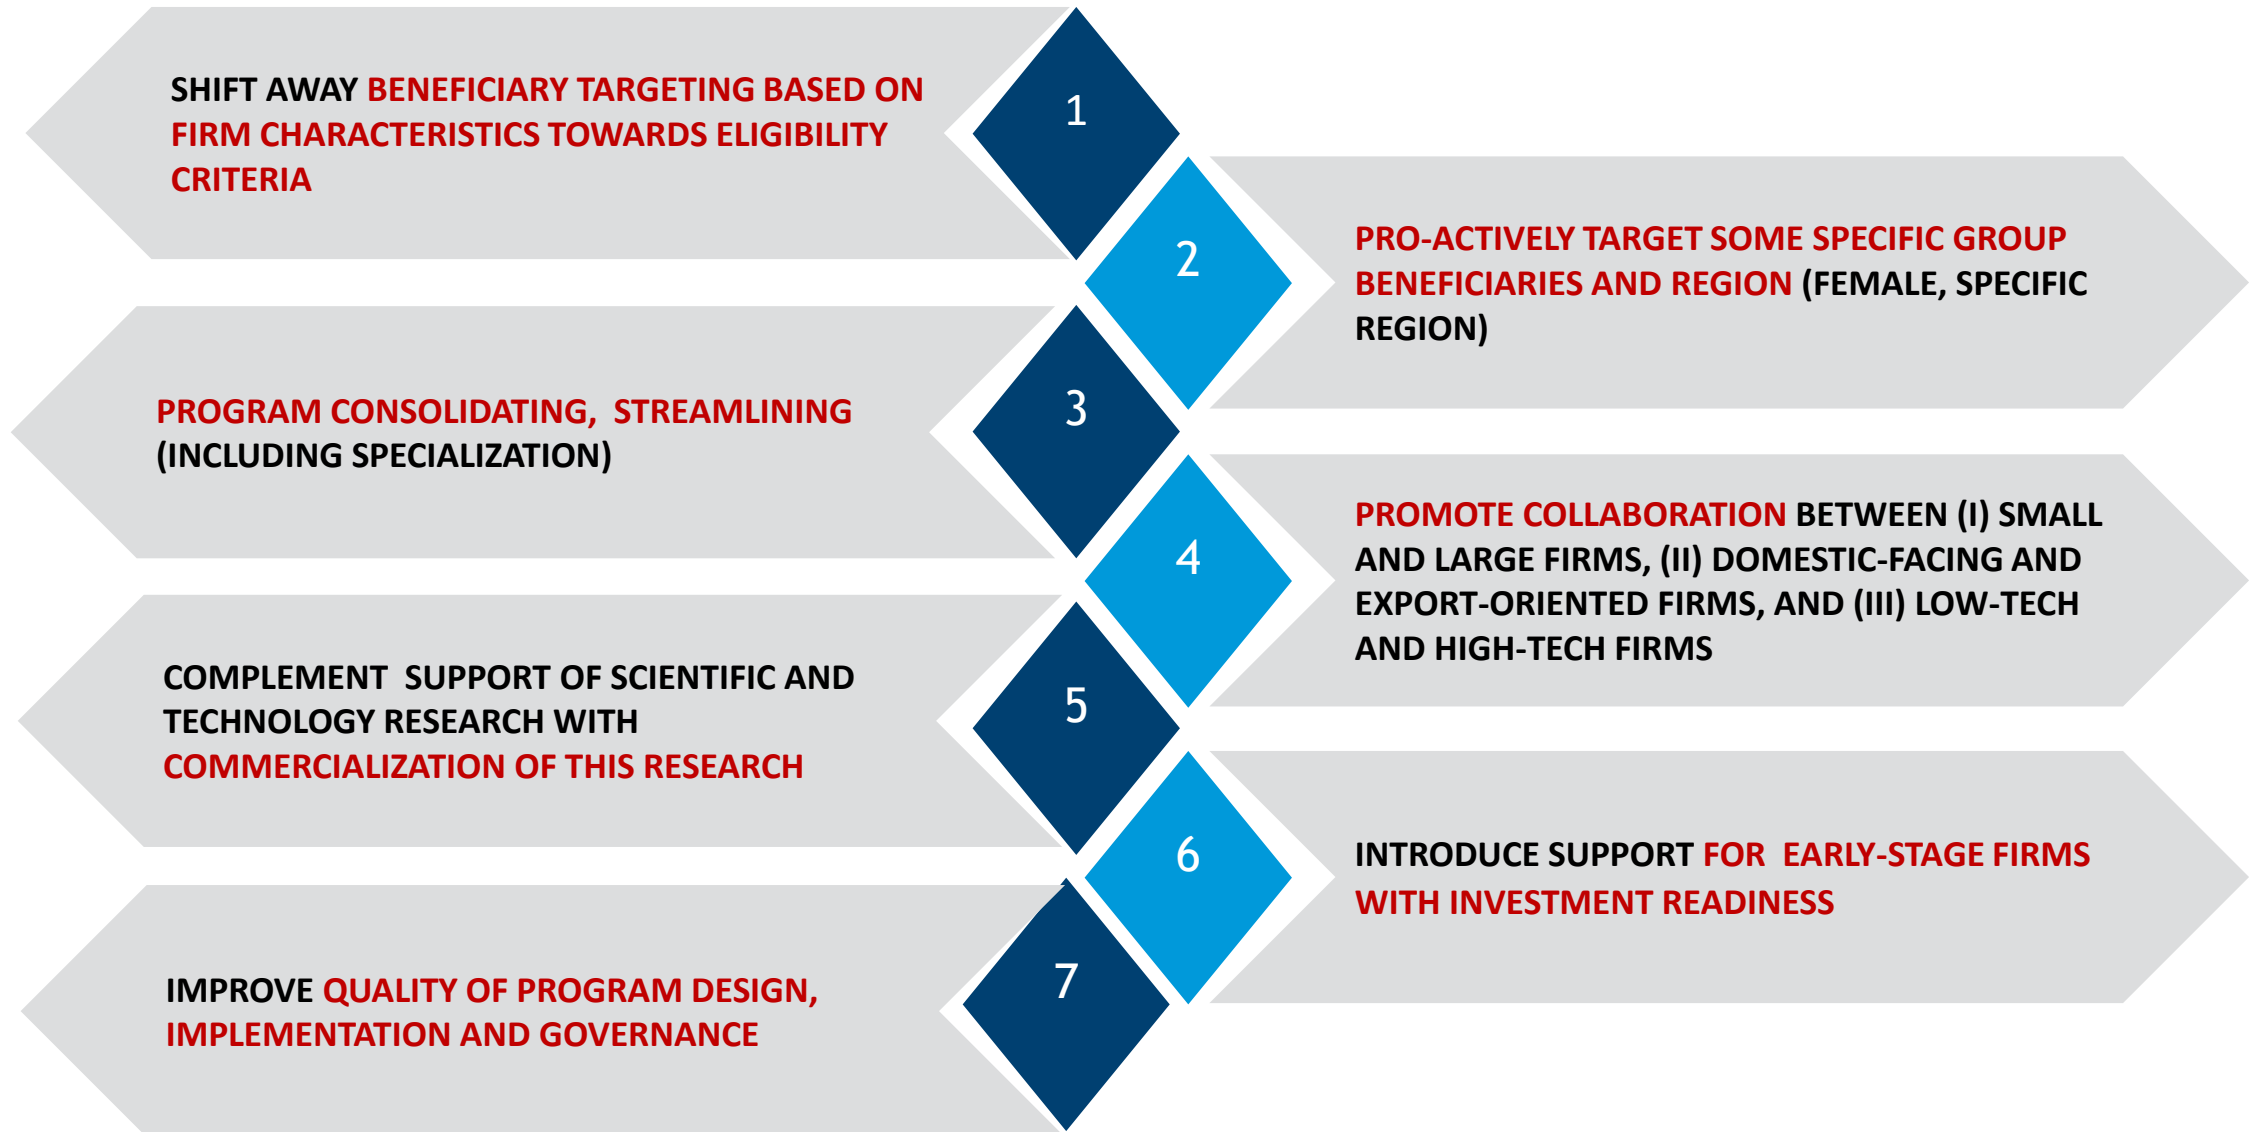 1
SHIFT AWAY BENEFICIARY TARGETING BASED ON
FIRM CHARACTERISTICS TOWARDS ELIGIBILITY
CRITERIA
2
PRO-ACTIVELY TARGET SOME SPECIFIC GROUP
BENEFICIARIES AND REGION (FEMALE, SPECIFIC
REGION)
3
PROGRAM CONSOLIDATING,  STREAMLINING
(INCLUDING SPECIALIZATION)
4
PROMOTE COLLABORATION BETWEEN (I) SMALL
AND LARGE FIRMS, (II) DOMESTIC-FACING AND
EXPORT-ORIENTED FIRMS, AND (III) LOW-TECH
AND HIGH-TECH FIRMS
5
COMPLEMENT  SUPPORT OF SCIENTIFIC AND
TECHNOLOGY RESEARCH WITH
COMMERCIALIZATION OF THIS RESEARCH
6
INTRODUCE SUPPORT FOR  EARLY-STAGE FIRMS
WITH INVESTMENT READINESS
7
IMPROVE QUALITY OF PROGRAM DESIGN,
IMPLEMENTATION AND GOVERNANCE